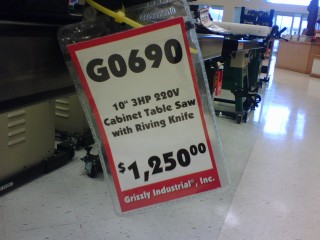 G0690
10" 3HP 220V
Cabinet Table Saw
with Riving Knife
$1,250.00
Grizzly Industrial®, Inc.